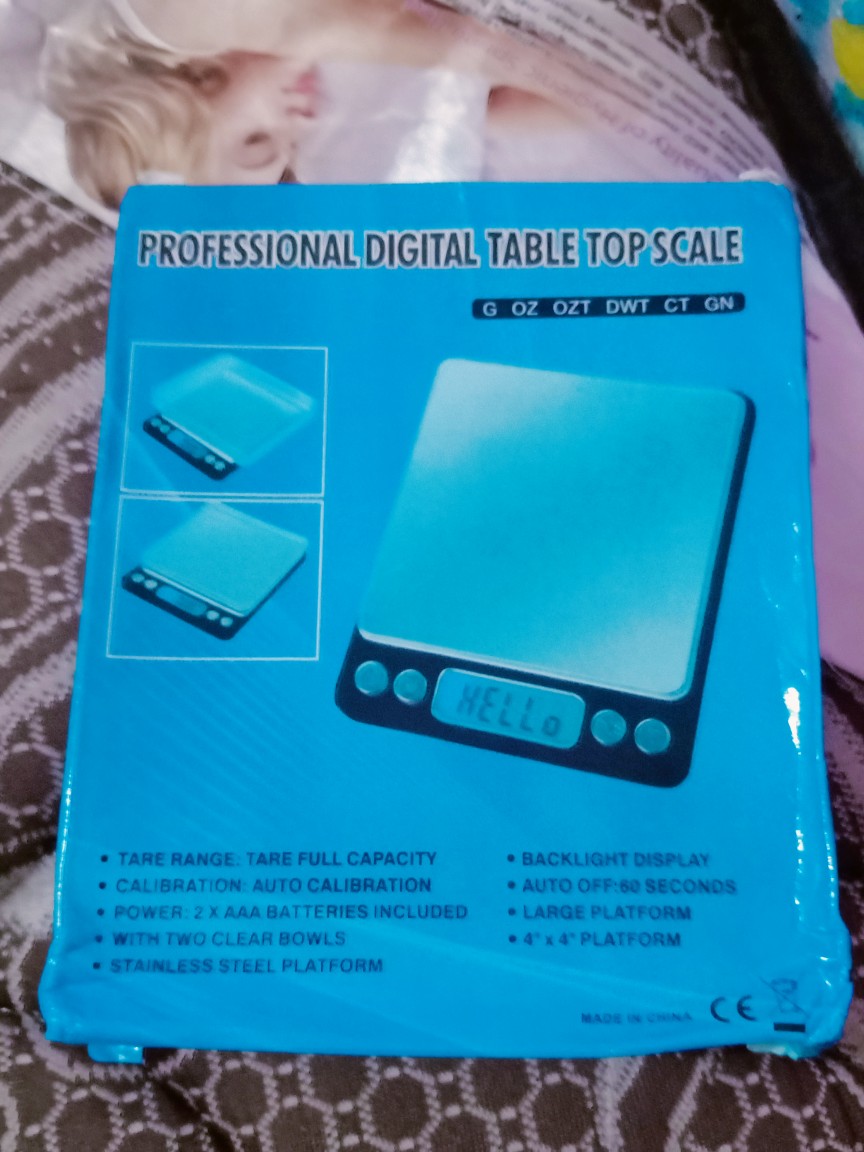 PROFESSIONAL DIGITAL TABLE TOP SCALE
G OZ OZT DWT CT GN
HELLo
• TARE RANGE: TARE FULL CAPACITY
• CALIBRATION: AUTO CALIBRATION
• POWER: 2 X AAA BATTERIES INCLUDED
• WITH TWO CLEAR BOWLS
• STAINLESS STEEL PLATFORM
• BACKLIGHT DISPLAY
• AUTO OFF:60 SECONDS
• LARGE PLATFORM
• 4" x 4" PLATFORM
MADE IN CHINA
CE